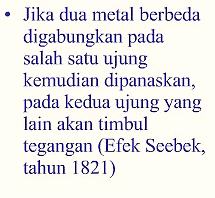 • Jika dua metal berbeda
digabungkan pada
salah satu ujung
kemudian dipanaskan,
pada kedua ujung yang
lain akan timbul
tegangan (Efek Seebek,
tahun 1821)